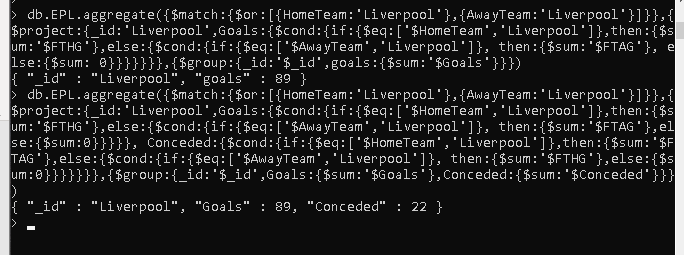 > db.EPL.aggregate({$match:{$or:[{HomeTeam:'Liverpool'},{AwayTeam:'Liverpool'}]}},{
$project:{_id:'Liverpool',Goals:{$cond:{if:{$eq:['$HomeTeam','Liverpool']},then:{$s
um:'$FTHG'},else:{$cond:{if:{$eq:['$AwayTeam','Liverpool']}, then:{$sum:'$FTAG'}, e
lse:{$sum: 0}}}}}}},{$group:{_id:'$_id',goals:{$sum:'$Goals'}}})
{ "_id" : "Liverpool", "goals" : 89 }
> db.EPL.aggregate({$match:{$or:[{HomeTeam:'Liverpool'},{AwayTeam:'Liverpool'}]}},{
$project:{_id:'Liverpool',Goals:{$cond:{if:{$eq:['$HomeTeam','Liverpool']},then:{$s
um:'$FTHG'},else:{$cond:{if:{$eq:['$AwayTeam','Liverpool']}, then:{$sum:'$FTAG'},el
se:{$sum:0}}}}}, Conceded:{$cond:{if:{$eq:['$HomeTeam','Liverpool']},then:{$sum:'$F
TAG'},else:{$cond:{if:{$eq:['$AwayTeam','Liverpool']}, then:{$sum:'$FTHG'},else:{$s
um:0}}}}}}},{$group:{_id:'$_id',Goals:{$sum:'$Goals'},Conceded:{$sum:'$Conceded'}}}
)
{ "_id" : "Liverpool", "Goals" : 89, "Conceded" : 22 }
>